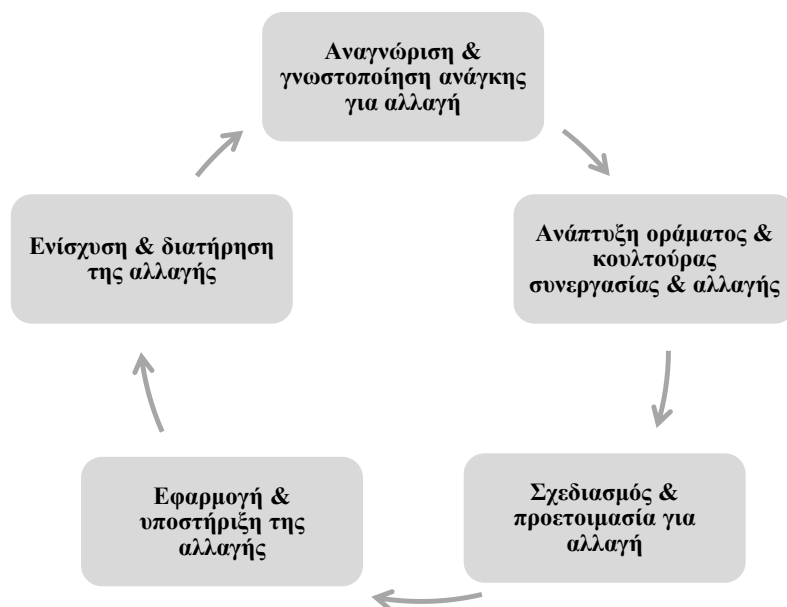 Αναγνώριση &
γνωστοποίηση ανάγκης
για αλλαγή
Ανάπτυξη οράματος &
κουλτούρας
συνεργασίας & αλλαγής
Σχεδιασμός &
προετοιμασία για
αλλαγή
Εφαρμογή &
υποστήριξη της
αλλαγής
Ενίσχυση & διατήρηση
της αλλαγής